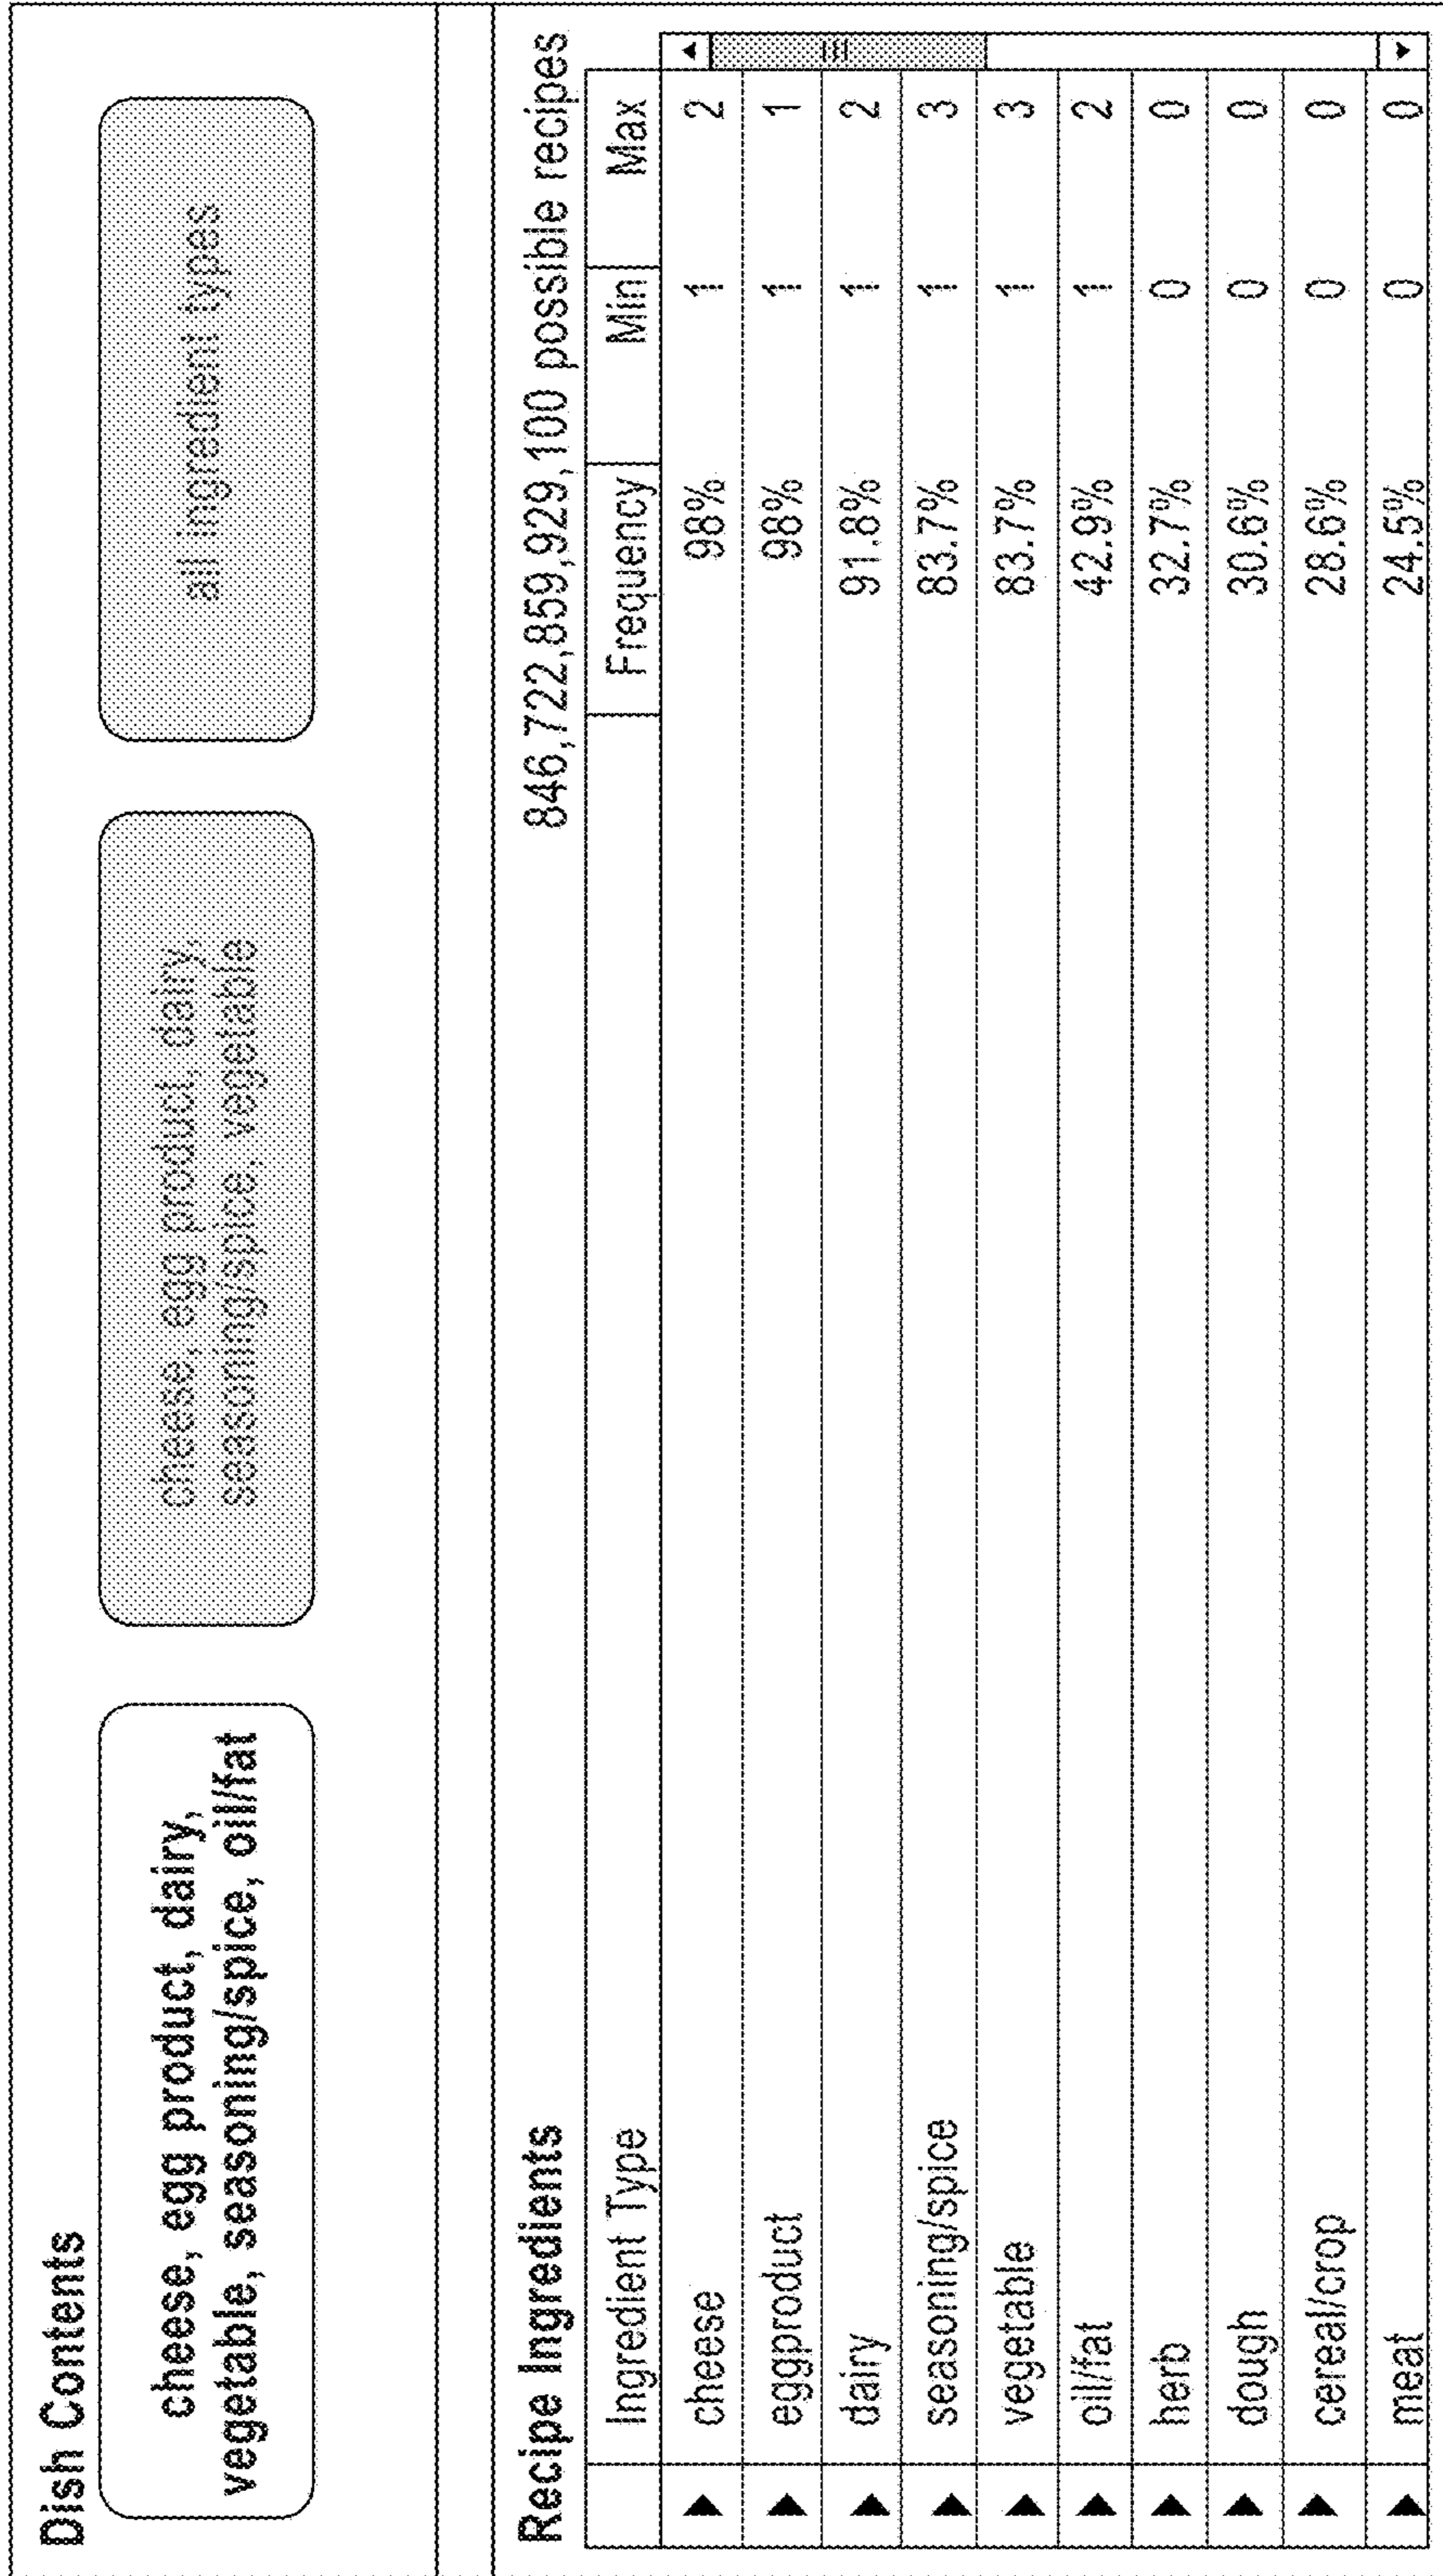 Dish Contents
cheese, egg product, dairy,
vegetable, seasoning/spice, oil/fat
cheese, egg product, dairy,
seasoning/spice, vegetable
all ingredient types
Recipe Ingredients
846,722,859,929,100 possible recipes
Ingredient Type Frequency Min Max
cheese 98% 1 2
eggproduct 98% 1 1
dairy 91.8% 1 2
seasoning/spice 83.7% 1 3
vegetable 83.7% 1 3
oil/fat 42.9% 1 2
herb 32.7% 0 0
dough 30.6% 0 0
cereal/crop 28.6% 0 0
meat 24.5% 0 0